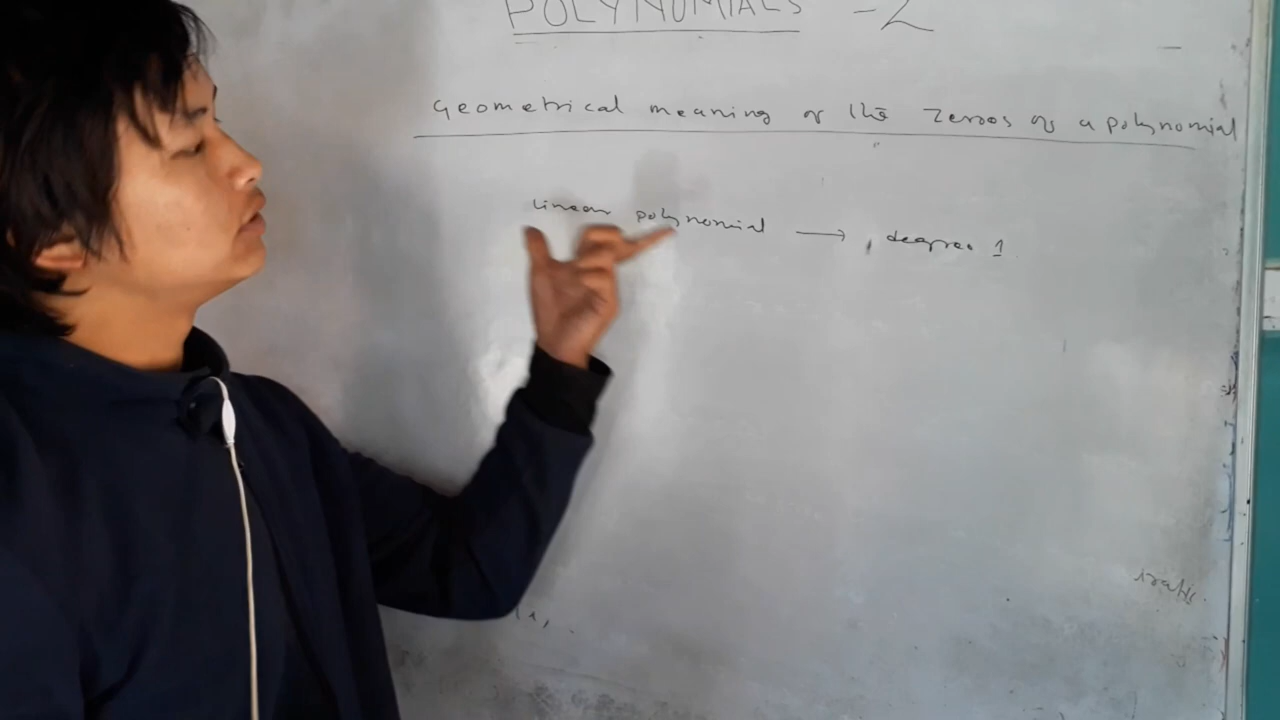 POLYNOMIALS - 2
Geometrical meaning of the Zeroes of a polynomial
Linear polynomial → , degree 1